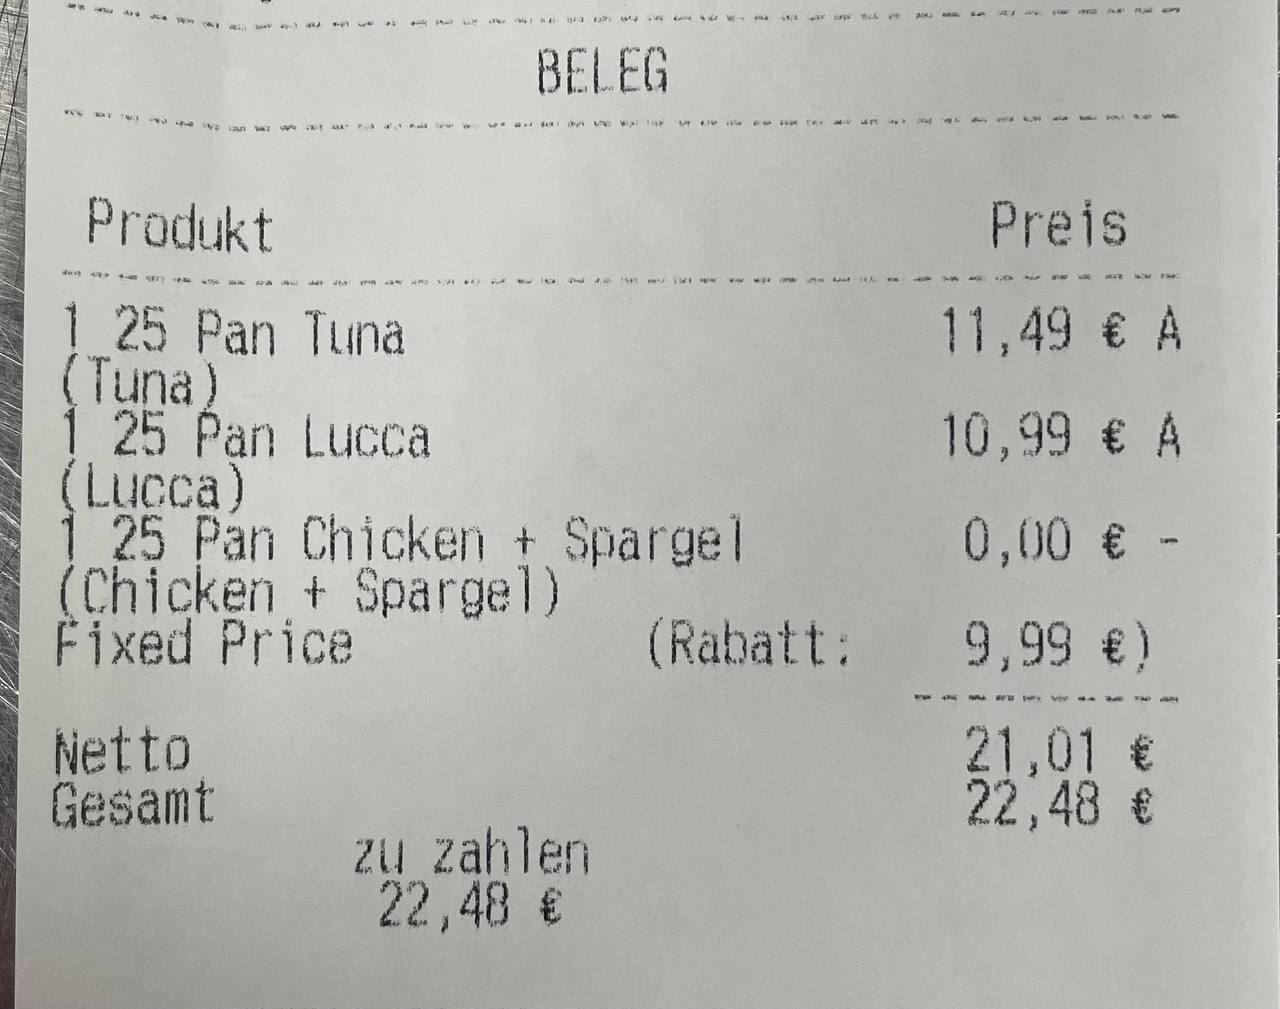 BELEG
Produkt Preis
1 25 Pan Tuna 11,49 € A
(Tuna)
1 25 Pan Lucca 10,99 € A
(Lucca)
1 25 Pan Chicken + Spargel 0,00 € -
(Chicken + Spargel)
Fixed Price (Rabatt: 9,99 €)
Netto 21,01 €
Gesamt 22,48 €
zu zahlen
22,48 €